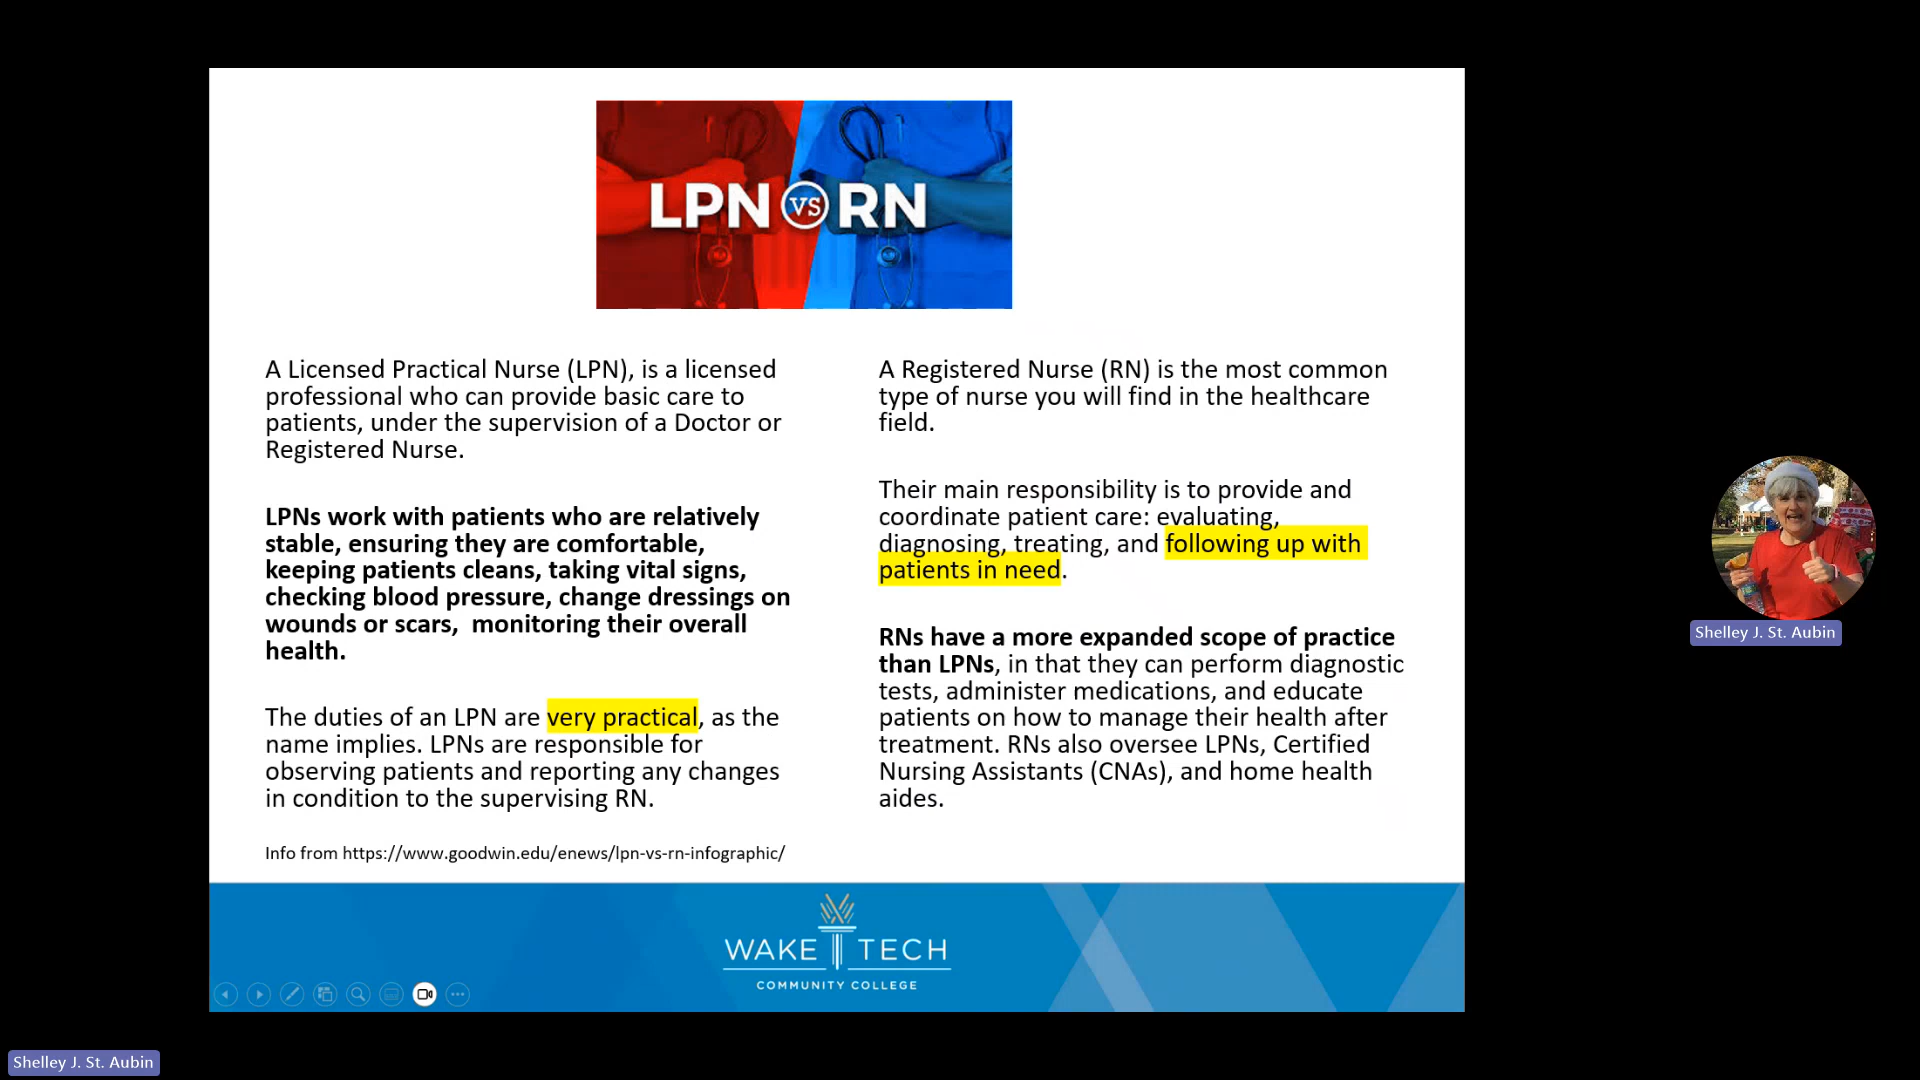 LPN VS RN
A Licensed Practical Nurse (LPN), is a licensed
professional who can provide basic care to
patients, under the supervision of a Doctor or
Registered Nurse.
LPNs work with patients who are relatively
stable, ensuring they are comfortable,
keeping patients cleans, taking vital signs,
checking blood pressure, change dressings on
wounds or scars,  monitoring their overall
health.
The duties of an LPN are very practical, as the
name implies. LPNs are responsible for
observing patients and reporting any changes
in condition to the supervising RN.
Info from https://www.goodwin.edu/enews/lpn-vs-rn-infographic/
A Registered Nurse (RN) is the most common
type of nurse you will find in the healthcare
field.
Their main responsibility is to provide and
coordinate patient care: evaluating,
diagnosing, treating, and following up with
patients in need.
RNs have a more expanded scope of practice
than LPNs, in that they can perform diagnostic
tests, administer medications, and educate
patients on how to manage their health after
treatment. RNs also oversee LPNs, Certified
Nursing Assistants (CNAs), and home health
aides.
WAKE TECH
COMMUNITY COLLEGE
Shelley J. St. Aubin
Shelley J. St. Aubin